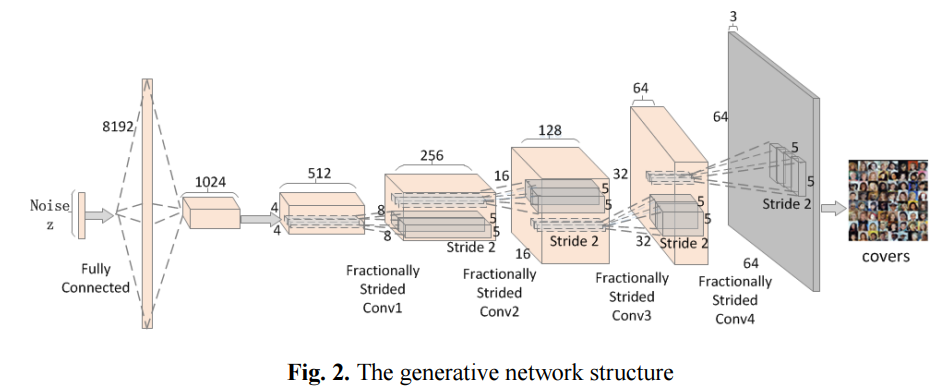 3
64
64
128
8192
256
5
512
16
1024
32
5
5
5
5
4
8
5
Noise
5
5
Stride 2
z
4
5
5
8
Stride 2
32
Stride 2
16
64
covers
Fully
Connected
Fractionally
Strided
Conv1
Fractionally
Strided
Conv2
Fractionally
Strided
Conv3
Fractionally
Strided
Conv4
Fig. 2. The generative network structure